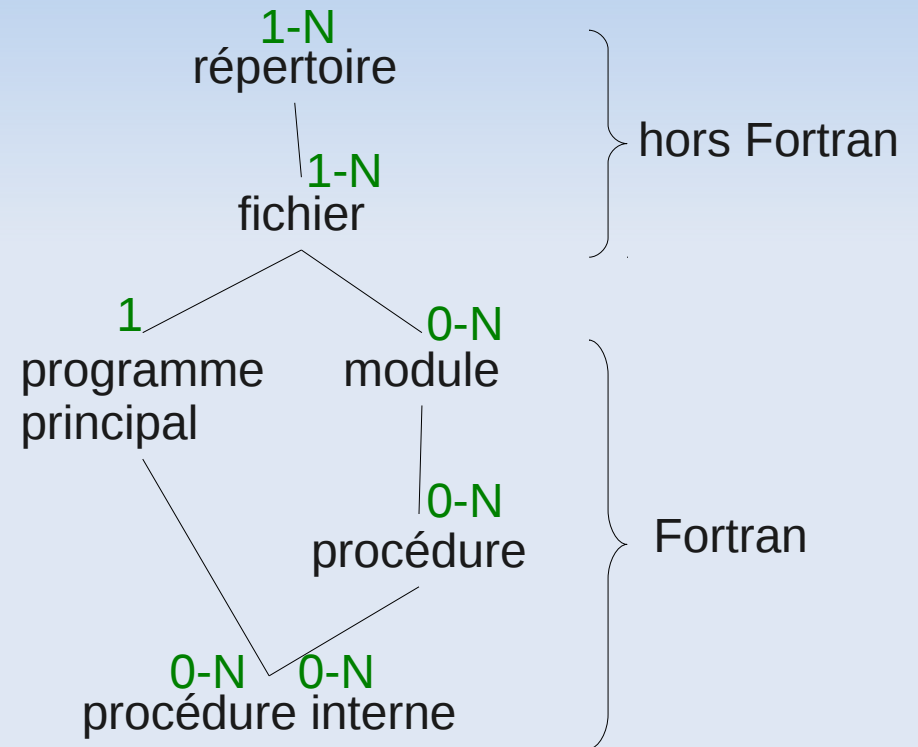 1-N
répertoire
hors Fortran
1-N
fichier
1
0-N
programme
principal
module
0-N
procédure
Fortran
0-N 0-N
procédure interne